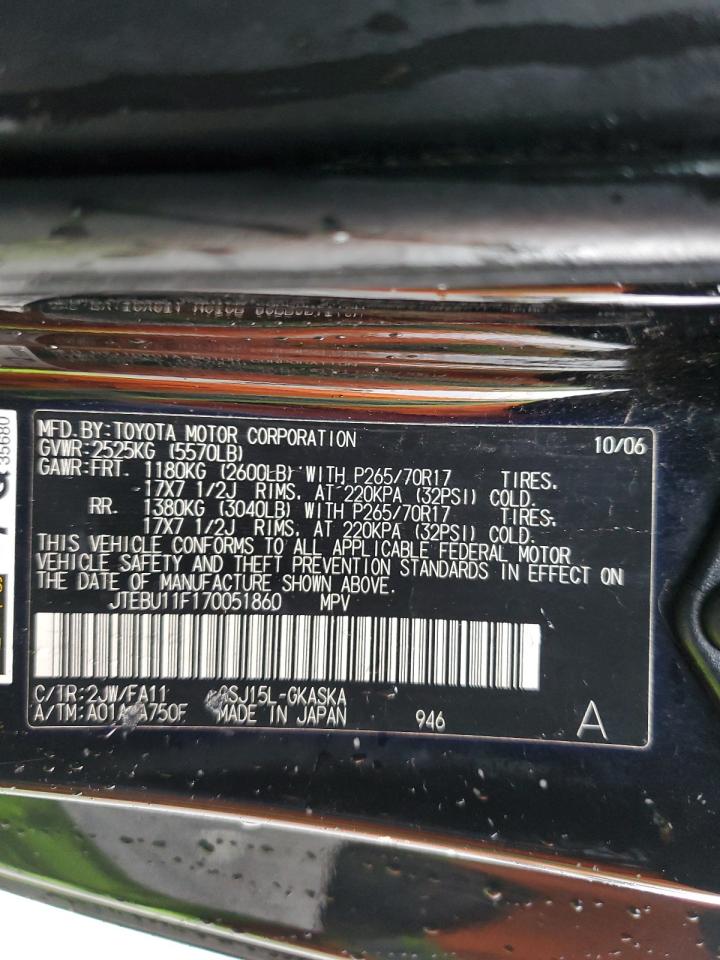 MFD.BY:TOYOTA MOTOR CORPORATION 10/06
GVWR:2525KG (5570LB)
GAWR:FRT. 1180KG (2600LB) WITH P265/70R17 TIRES.
17X7 1/2J RIMS. AT 220KPA (32PSI) COLD.
RR. 1380KG (3040LB) WITH P265/70R17 TIRES.
17X7 1/2J RIMS. AT 220KPA (32PSI) COLD.
THIS VEHICLE CONFORMS TO ALL APPLICABLE FEDERAL MOTOR
VEHICLE SAFETY AND THEFT PREVENTION STANDARDS IN EFFECT ON
THE DATE OF MANUFACTURE SHOWN ABOVE.
JTEBU11F170051860 MPV
C/TR:2JW/FA11 GSJ15L-GKASKA
A/TM: MADE IN JAPAN 946 A
35680